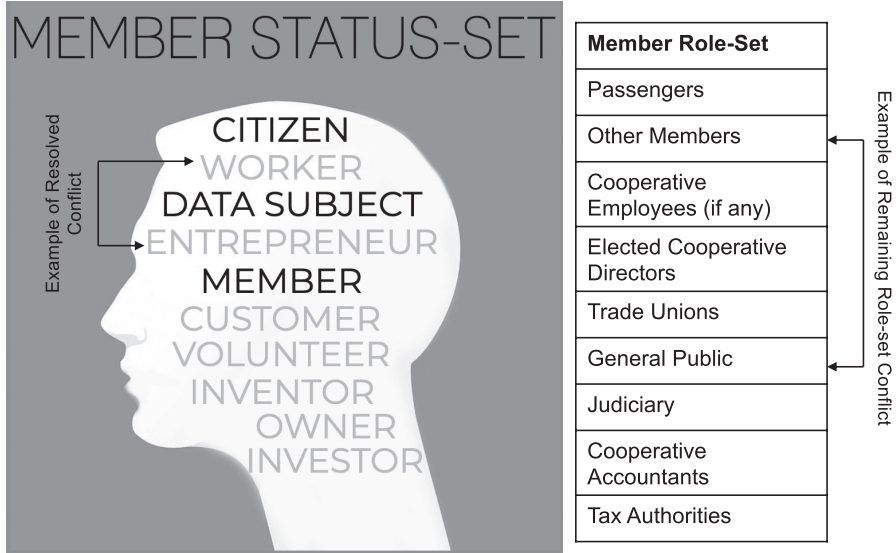 MEMBER STATUS-SET
Example of Resolved
Conflict
CITIZEN
WORKER
DATA SUBJECT
ENTREPRENEUR
MEMBER
CUSTOMER
VOLUNTEER
INVENTOR
OWNER
INVESTOR
Member Role-Set
Passengers
Other Members
Cooperative
Employees (if any)
Elected Cooperative
Directors
Trade Unions
General Public
Judiciary
Cooperative
Accountants
Tax Authorities
Example of Remaining Role-set Conflict